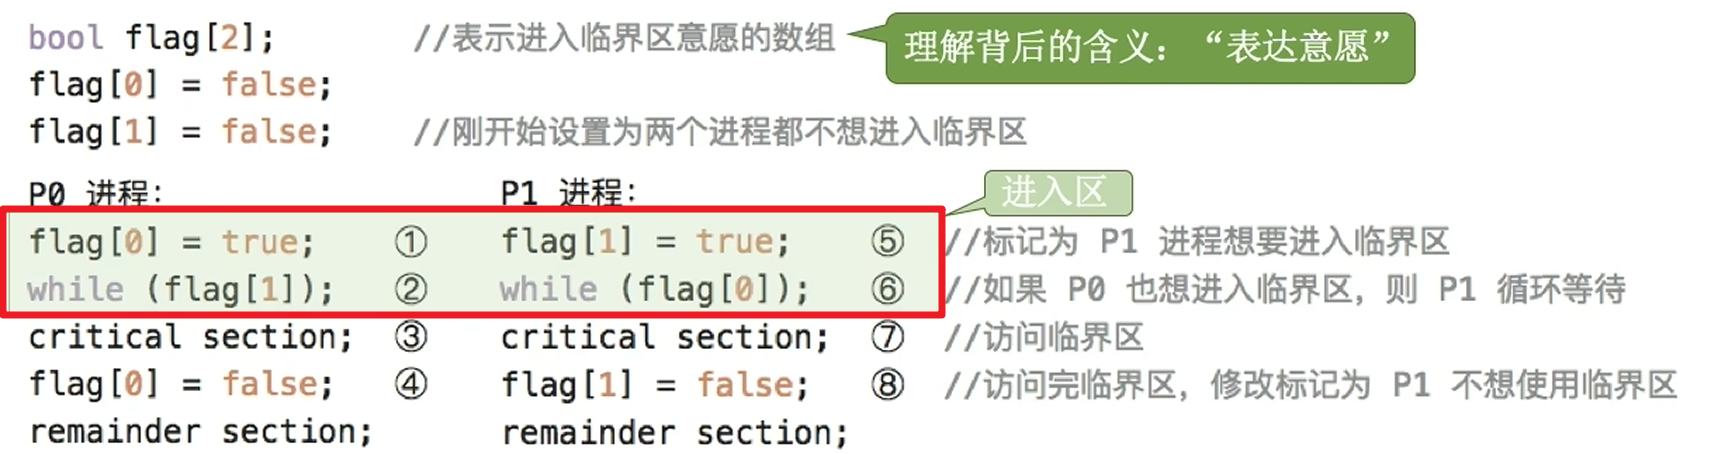 bool flag[2]; //表示进入临界区意愿的数组
理解背后的含义：“表达意愿”
flag[0] = false;
flag[1] = false; //刚开始设置为两个进程都不想进入临界区
P0 进程： P1 进程：
进入区
flag[0] = true; ① flag[1] = true; ⑤ //标记为 P1 进程想要进入临界区
while (flag[1]); ② while (flag[0]); ⑥ //如果 P0 也想进入临界区，则 P1 循环等待
critical section; ③ critical section; ⑦ //访问临界区
flag[0] = false; ④ flag[1] = false; ⑧ //访问完临界区，修改标记为 P1 不想使用临界区
remainder section; remainder section;